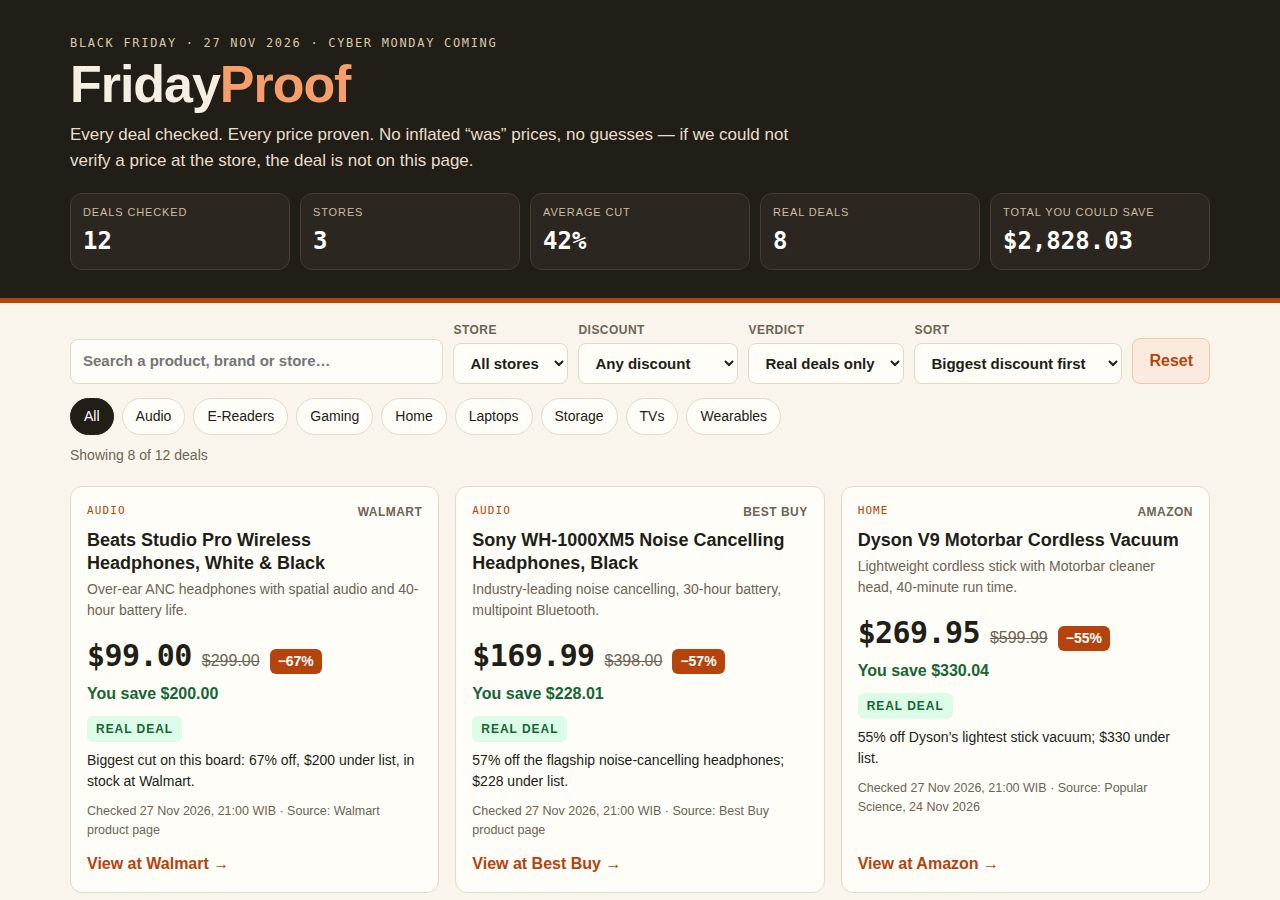 BLACK FRIDAY · 27 NOV 2026 · CYBER MONDAY COMING
FridayProof
Every deal checked. Every price proven. No inflated “was” prices, no guesses — if we could not
verify a price at the store, the deal is not on this page.
DEALS CHECKED
12
STORES
3
AVERAGE CUT
42%
REAL DEALS
8
TOTAL YOU COULD SAVE
$2,828.03
Search a product, brand or store…
STORE
All stores
DISCOUNT
Any discount
VERDICT
Real deals only
SORT
Biggest discount first
Reset
All
Audio
E-Readers
Gaming
Home
Laptops
Storage
TVs
Wearables
Showing 8 of 12 deals
AUDIO
WALMART
Beats Studio Pro Wireless
Headphones, White & Black
Over-ear ANC headphones with spatial audio and 40-
hour battery life.
$99.00 $299.00 −67%
You save $200.00
REAL DEAL
Biggest cut on this board: 67% off, $200 under list, in
stock at Walmart.
Checked 27 Nov 2026, 21:00 WIB · Source: Walmart
product page
View at Walmart →
AUDIO
BEST BUY
Sony WH-1000XM5 Noise Cancelling
Headphones, Black
Industry-leading noise cancelling, 30-hour battery,
multipoint Bluetooth.
$169.99 $398.00 −57%
You save $228.01
REAL DEAL
57% off the flagship noise-cancelling headphones;
$228 under list.
Checked 27 Nov 2026, 21:00 WIB · Source: Best Buy
product page
View at Best Buy →
HOME
AMAZON
Dyson V9 Motorbar Cordless Vacuum
Lightweight cordless stick with Motorbar cleaner
head, 40-minute run time.
$269.95 $599.99 −55%
You save $330.04
REAL DEAL
55% off Dyson’s lightest stick vacuum; $330 under
list.
Checked 27 Nov 2026, 21:00 WIB · Source: Popular
Science, 24 Nov 2026
View at Amazon →